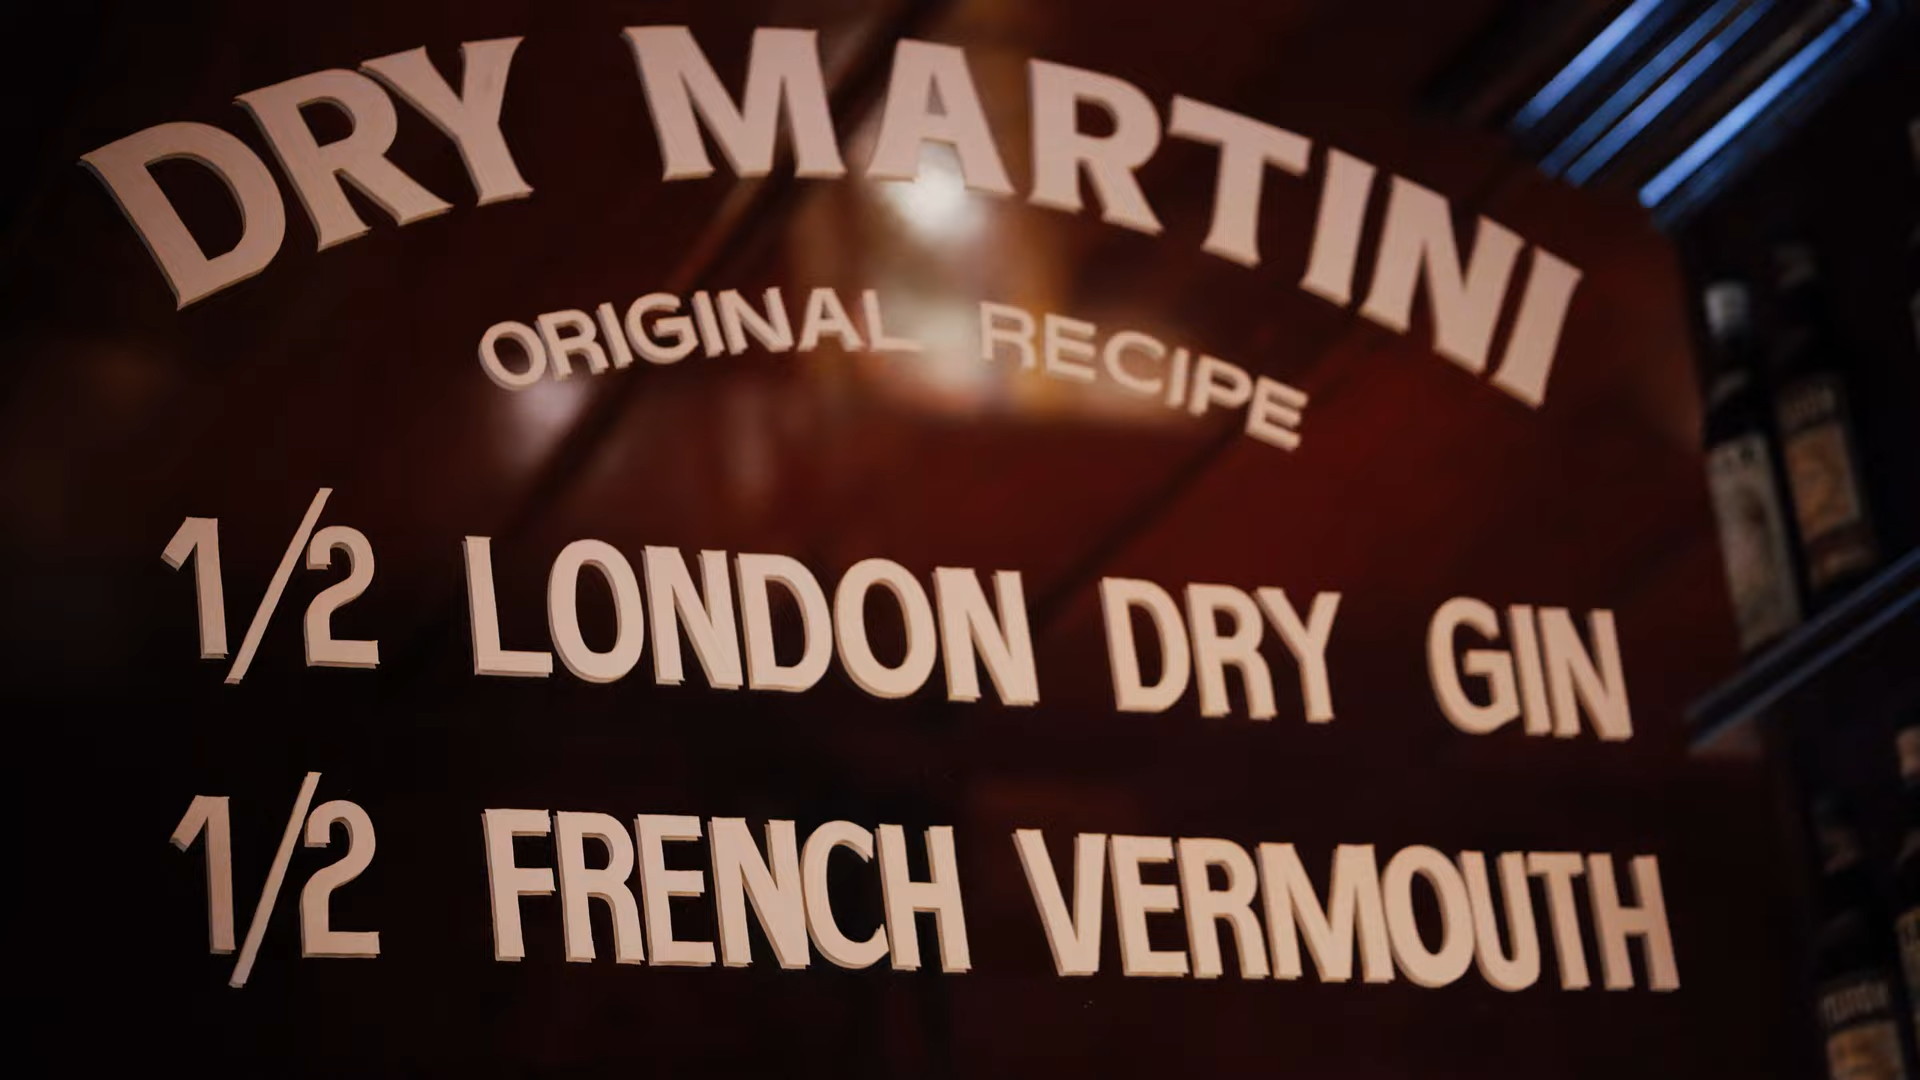 DRY MARTINI
ORIGINAL RECIPE
1/2 LONDON DRY GIN
1/2 FRENCH VERMOUTH